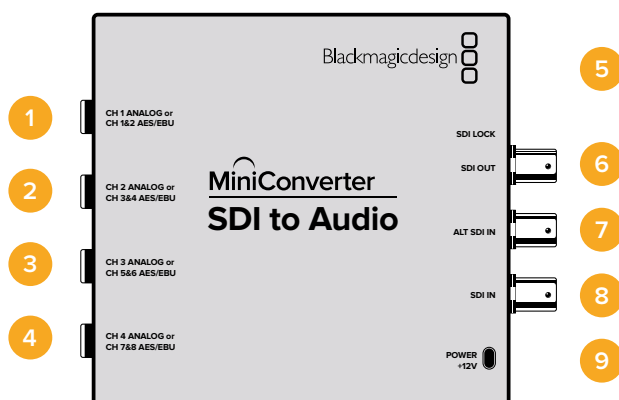 Blackmagicdesign
5
1
CH 1 ANALOG or
CH 1&2 AES/EBU
SDI LOCK
6
SDI OUT
2
CH 2 ANALOG or
CH 3&4 AES/EBU
MiniConverter
SDI to Audio
7
ALT SDI IN
3
CH 3 ANALOG or
CH 5&6 AES/EBU
SDI IN
8
4
CH 4 ANALOG or
CH 7&8 AES/EBU
POWER
+12V
9